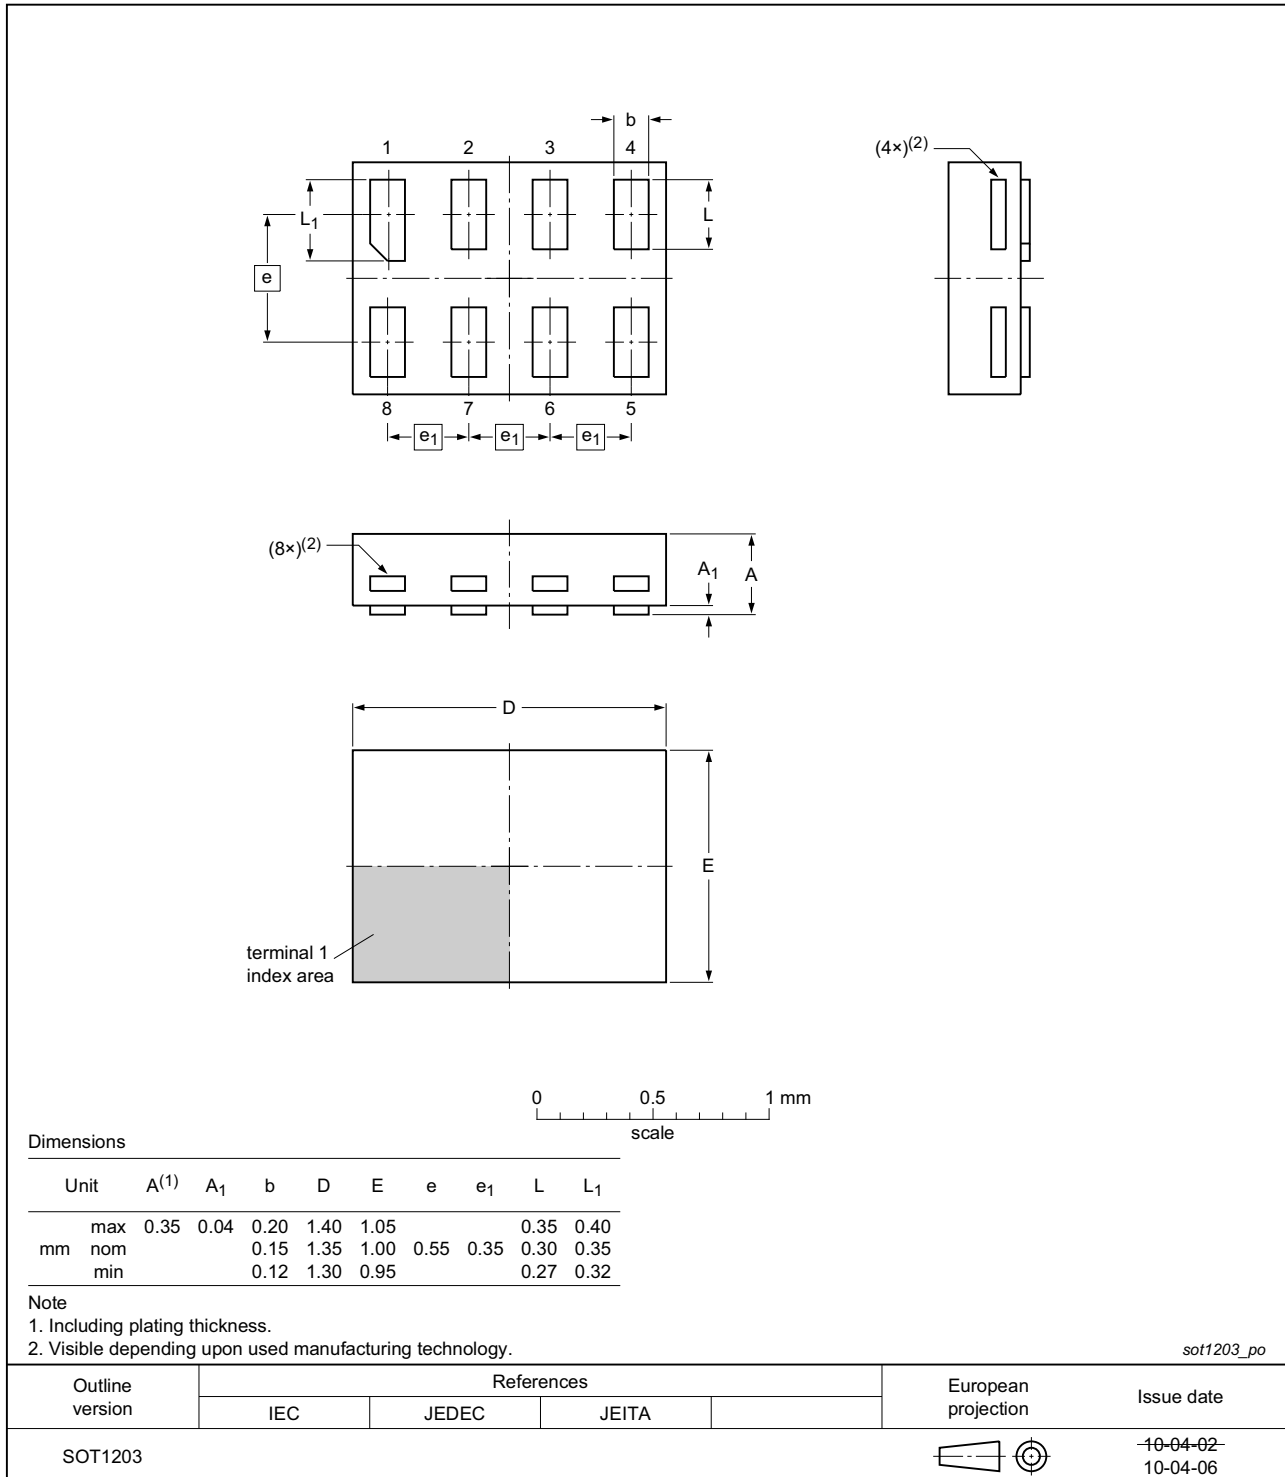 b
1 2 3 4
(4×)(2)
L1
L
e
8 7 6 5
e1 e1 e1
(8×)(2)
A1
A
D
E
terminal 1
index area
0 0.5 1 mm
scale
Dimensions
Unit A(1) A1 b D E e e1 L L1
max 0.35 0.04 0.20 1.40 1.05 0.35 0.40
mm nom 0.15 1.35 1.00 0.55 0.35 0.30 0.35
min 0.12 1.30 0.95 0.27 0.32
Note
1. Including plating thickness.
2. Visible depending upon used manufacturing technology.
sot1203_po
Outline
version
References
IEC JEDEC JEITA
European
projection
Issue date
SOT1203
10-04-02
10-04-06